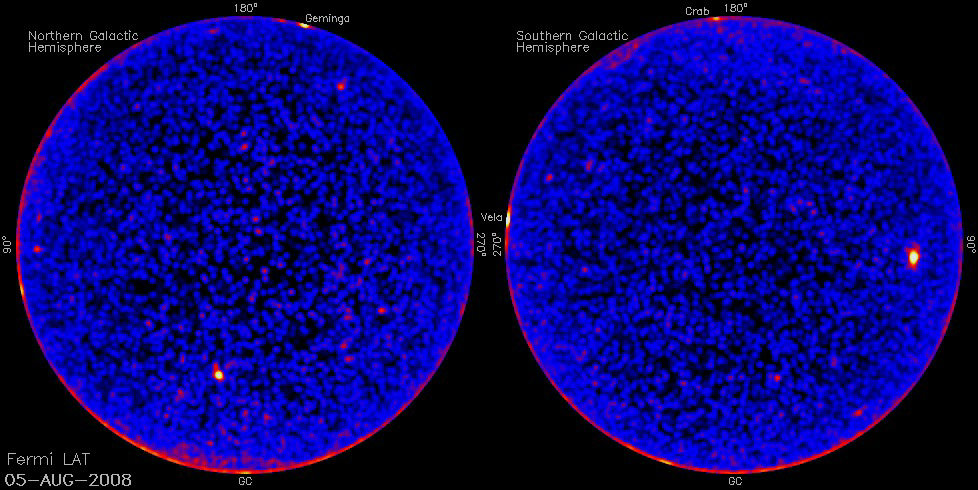 180°
Geminga
Northern Galactic
Hemisphere
90°
270°
GC
Fermi LAT
05-AUG-2008
Crab
180°
Southern Galactic
Hemisphere
Vela
270°
90°
GC